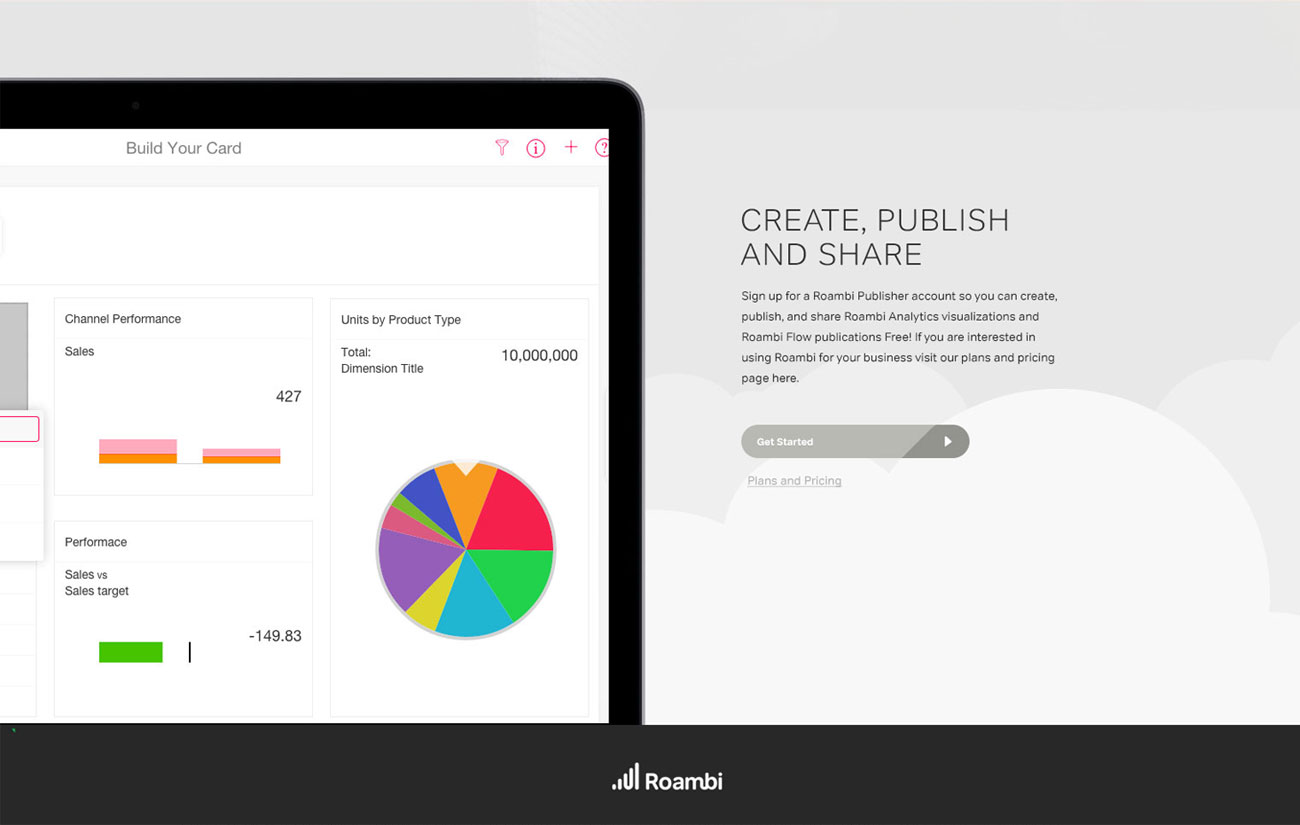 Build Your Card
Channel Performance
Sales
427
Performace
Sales vs
Sales target
-149.83
Units by Product Type
Total:
Dimension Title
10,000,000
CREATE, PUBLISH
AND SHARE
Sign up for a Roambi Publisher account so you can create,
publish, and share Roambi Analytics visualizations and
Roambi Flow publications Free! If you are interested in
using Roambi for your business visit our plans and pricing
page here.
Get Started
Plans and Pricing
Roambi